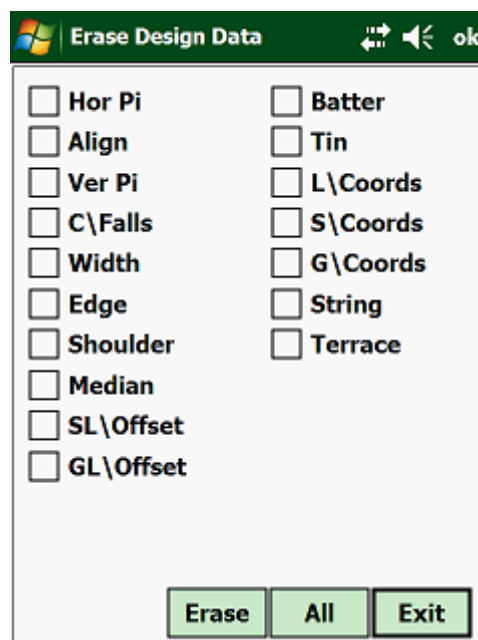 Erase Design Data ok
Hor Pi
Align
Ver Pi
C\Falls
Width
Edge
Shoulder
Median
SL\Offset
GL\Offset
Batter
Tin
L\Coords
S\Coords
G\Coords
String
Terrace
Erase All Exit